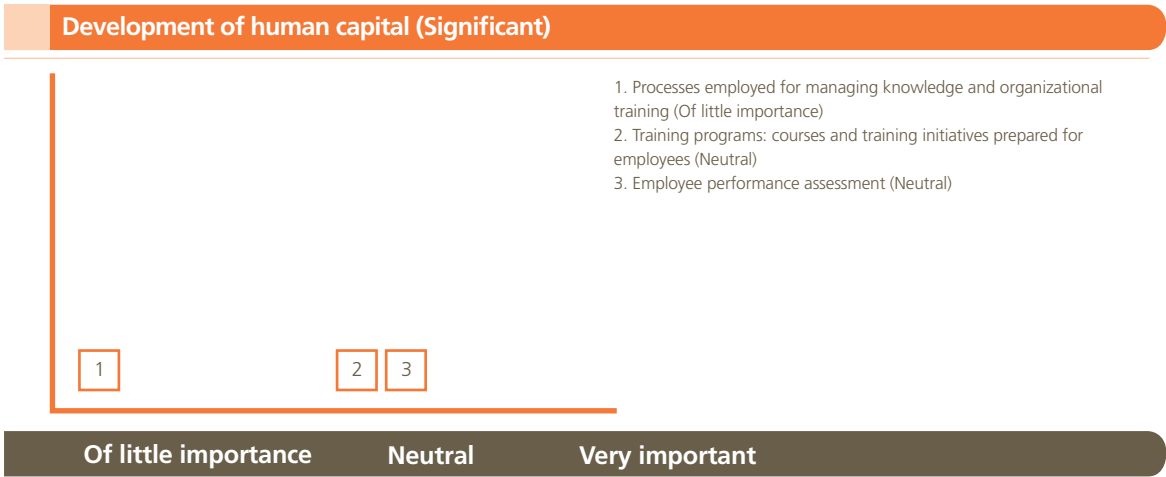 Development of human capital (Significant)
1. Processes employed for managing knowledge and organizational
training (Of little importance)
2. Training programs: courses and training initiatives prepared for
employees (Neutral)
3. Employee performance assessment (Neutral)
1 2 3
Of little importance Neutral Very important